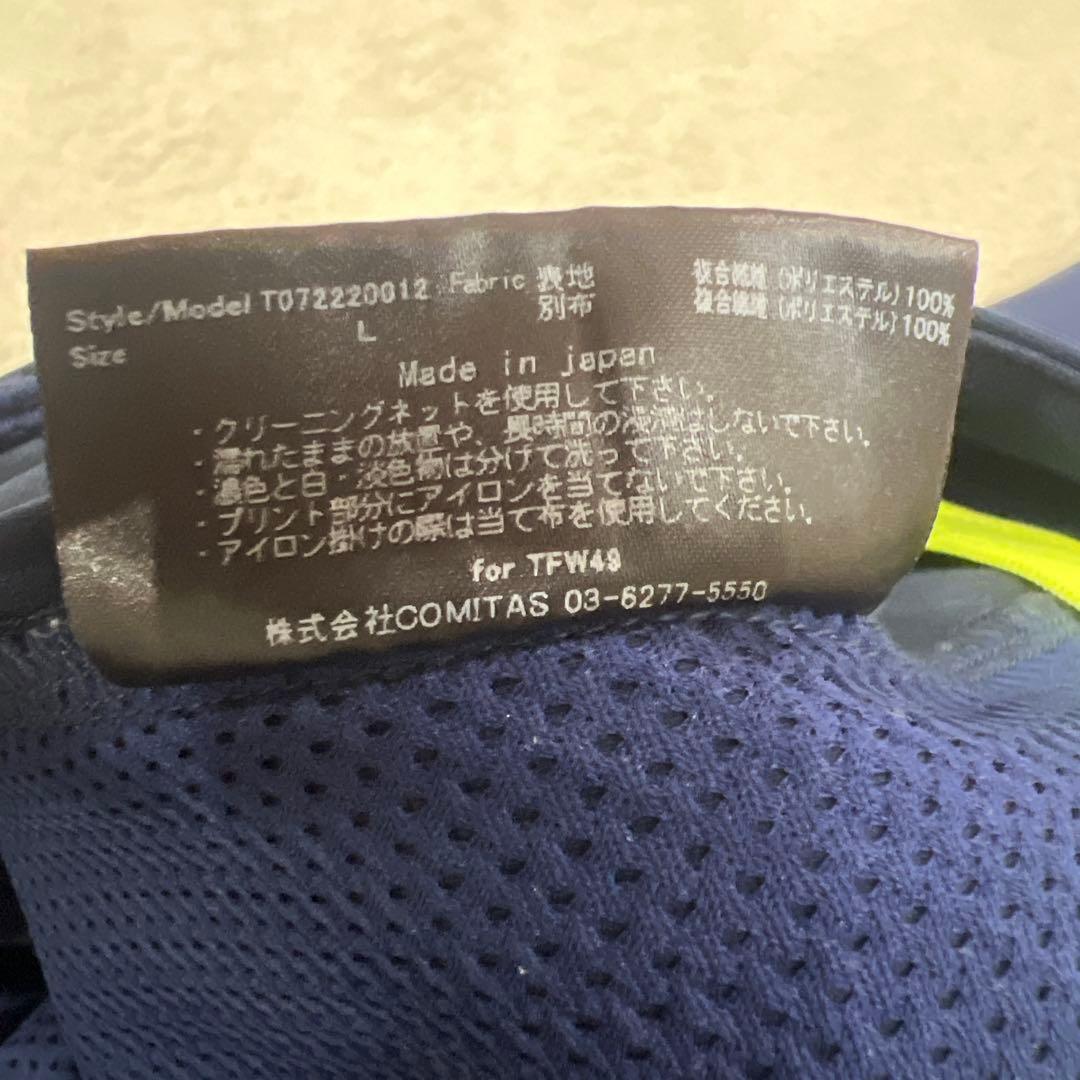 Style/Model T072220012 Fabric 表地 複合繊維 (ポリエステル) 100%
別布 複合繊維 (ポリエステル) 100%
Size L
Made in japan
・クリーニングネットを使用して下さい。
・濡れたままの放置や、長時間の浸漬はしないで下さい。
・濃色と白・淡色物は分けて洗って下さい。
・プリント部分にアイロンを当てないで下さい。
・アイロン掛けの際は当て布を使用してください。
for TFW49
株式会社COMITAS 03-6277-5550